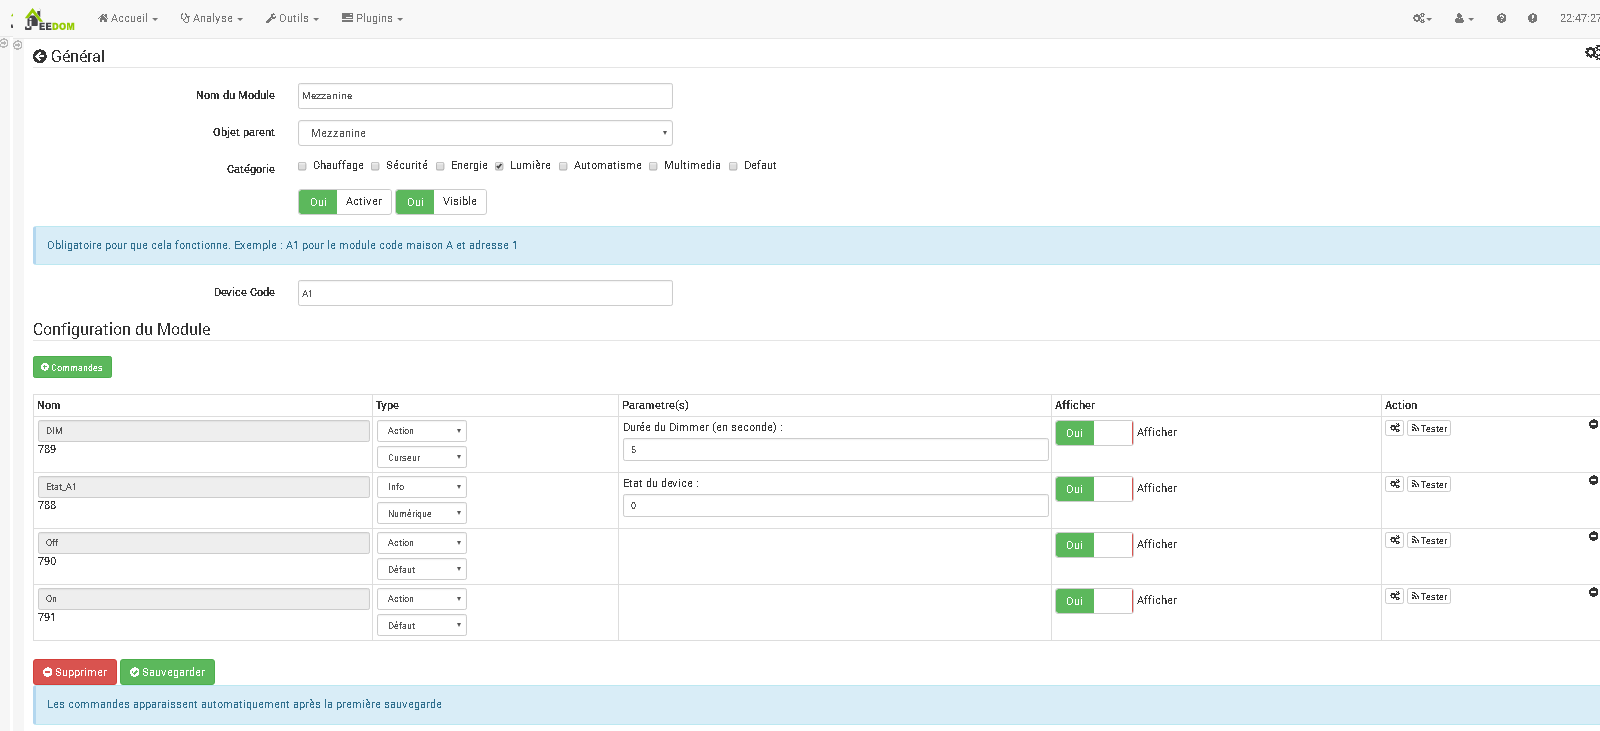 JEEDOM Accueil Analyse Outils Plugins 22:47:27
Général
Nom du Module Mezzanine
Objet parent Mezzanine
Catégorie Chauffage Sécurité Energie Lumière Automatisme Multimedia Defaut
Oui Activer Oui Visible
Obligatoire pour que cela fonctionne. Exemple : A1 pour le module code maison A et adresse 1
Device Code A1
Configuration du Module
Commandes
Nom Type Parametre(s) Afficher Action
DIM Action Durée du Dimmer (en seconde) : Oui Afficher Tester
789 Curseur 5
Etat_A1 Info Etat du device : Oui Afficher Tester
788 Numérique 0
Off Action Oui Afficher Tester
790 Défaut
On Action Oui Afficher Tester
791 Défaut
Supprimer Sauvegarder
Les commandes apparaissent automatiquement après la première sauvegarde